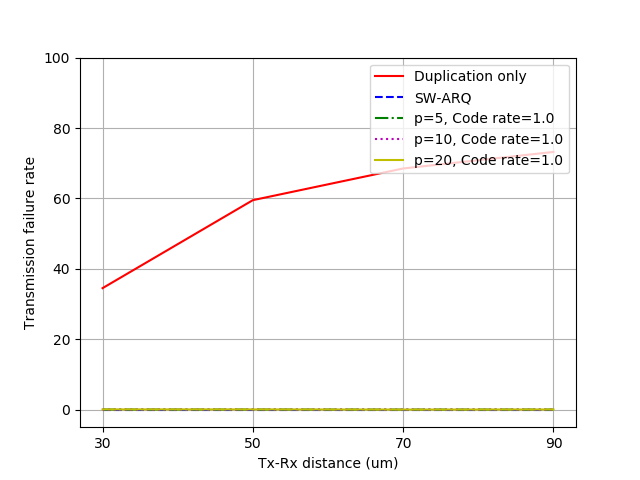 100
80
60
40
20
0
Transmission failure rate
Duplication only
SW-ARQ
p=5, Code rate=1.0
p=10, Code rate=1.0
p=20, Code rate=1.0
30 50 70 90
Tx-Rx distance (um)